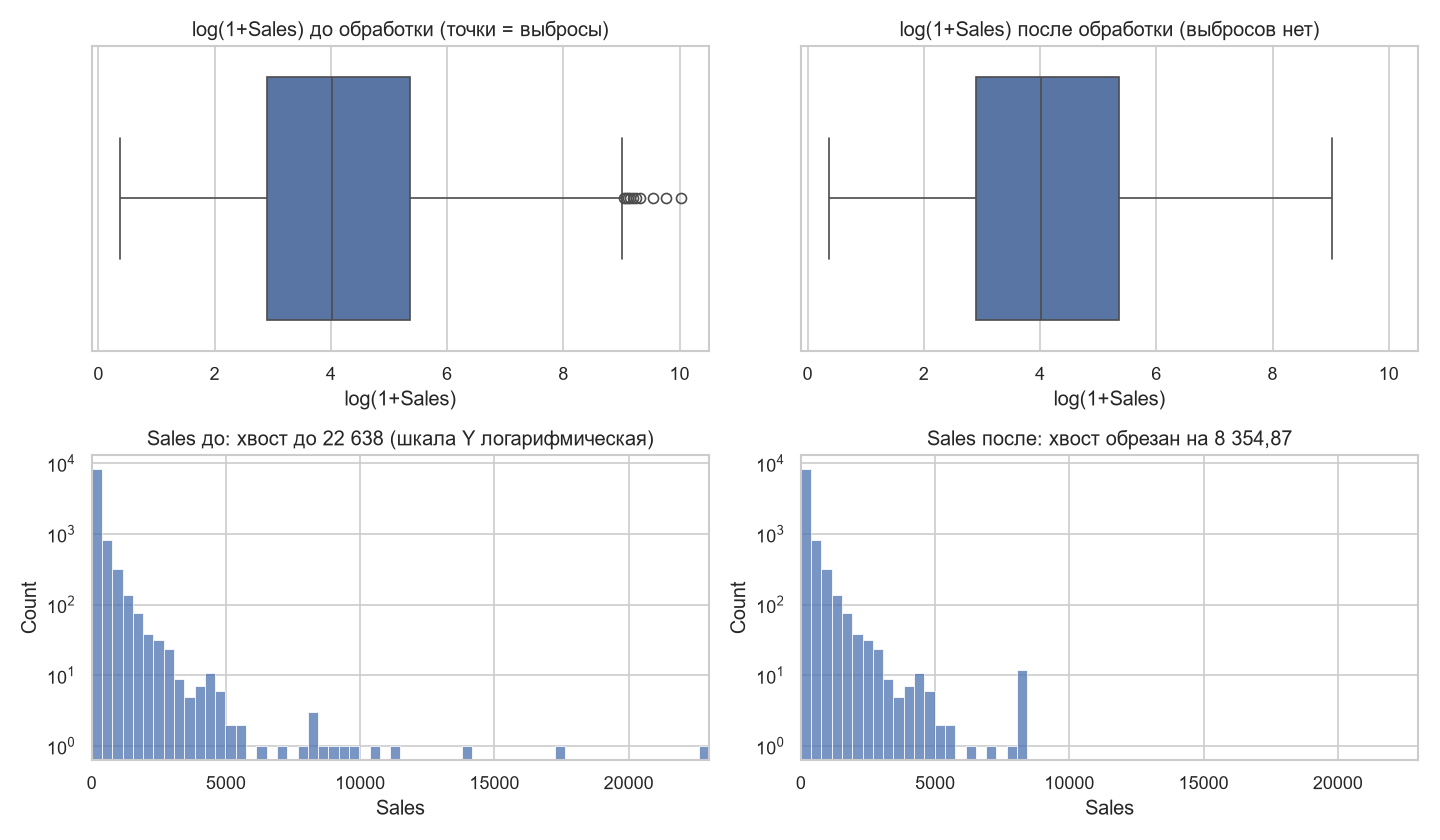 log(1+Sales) до обработки (точки = выбросы)
0 2 4 6 8 10
log(1+Sales)
log(1+Sales) после обработки (выбросов нет)
0 2 4 6 8 10
log(1+Sales)
Sales до: хвост до 22 638 (шкала Y логарифмическая)
Count
10⁴
10³
10²
10¹
10⁰
0 5000 10000 15000 20000
Sales
Sales после: хвост обрезан на 8 354,87
Count
10⁴
10³
10²
10¹
10⁰
0 5000 10000 15000 20000
Sales